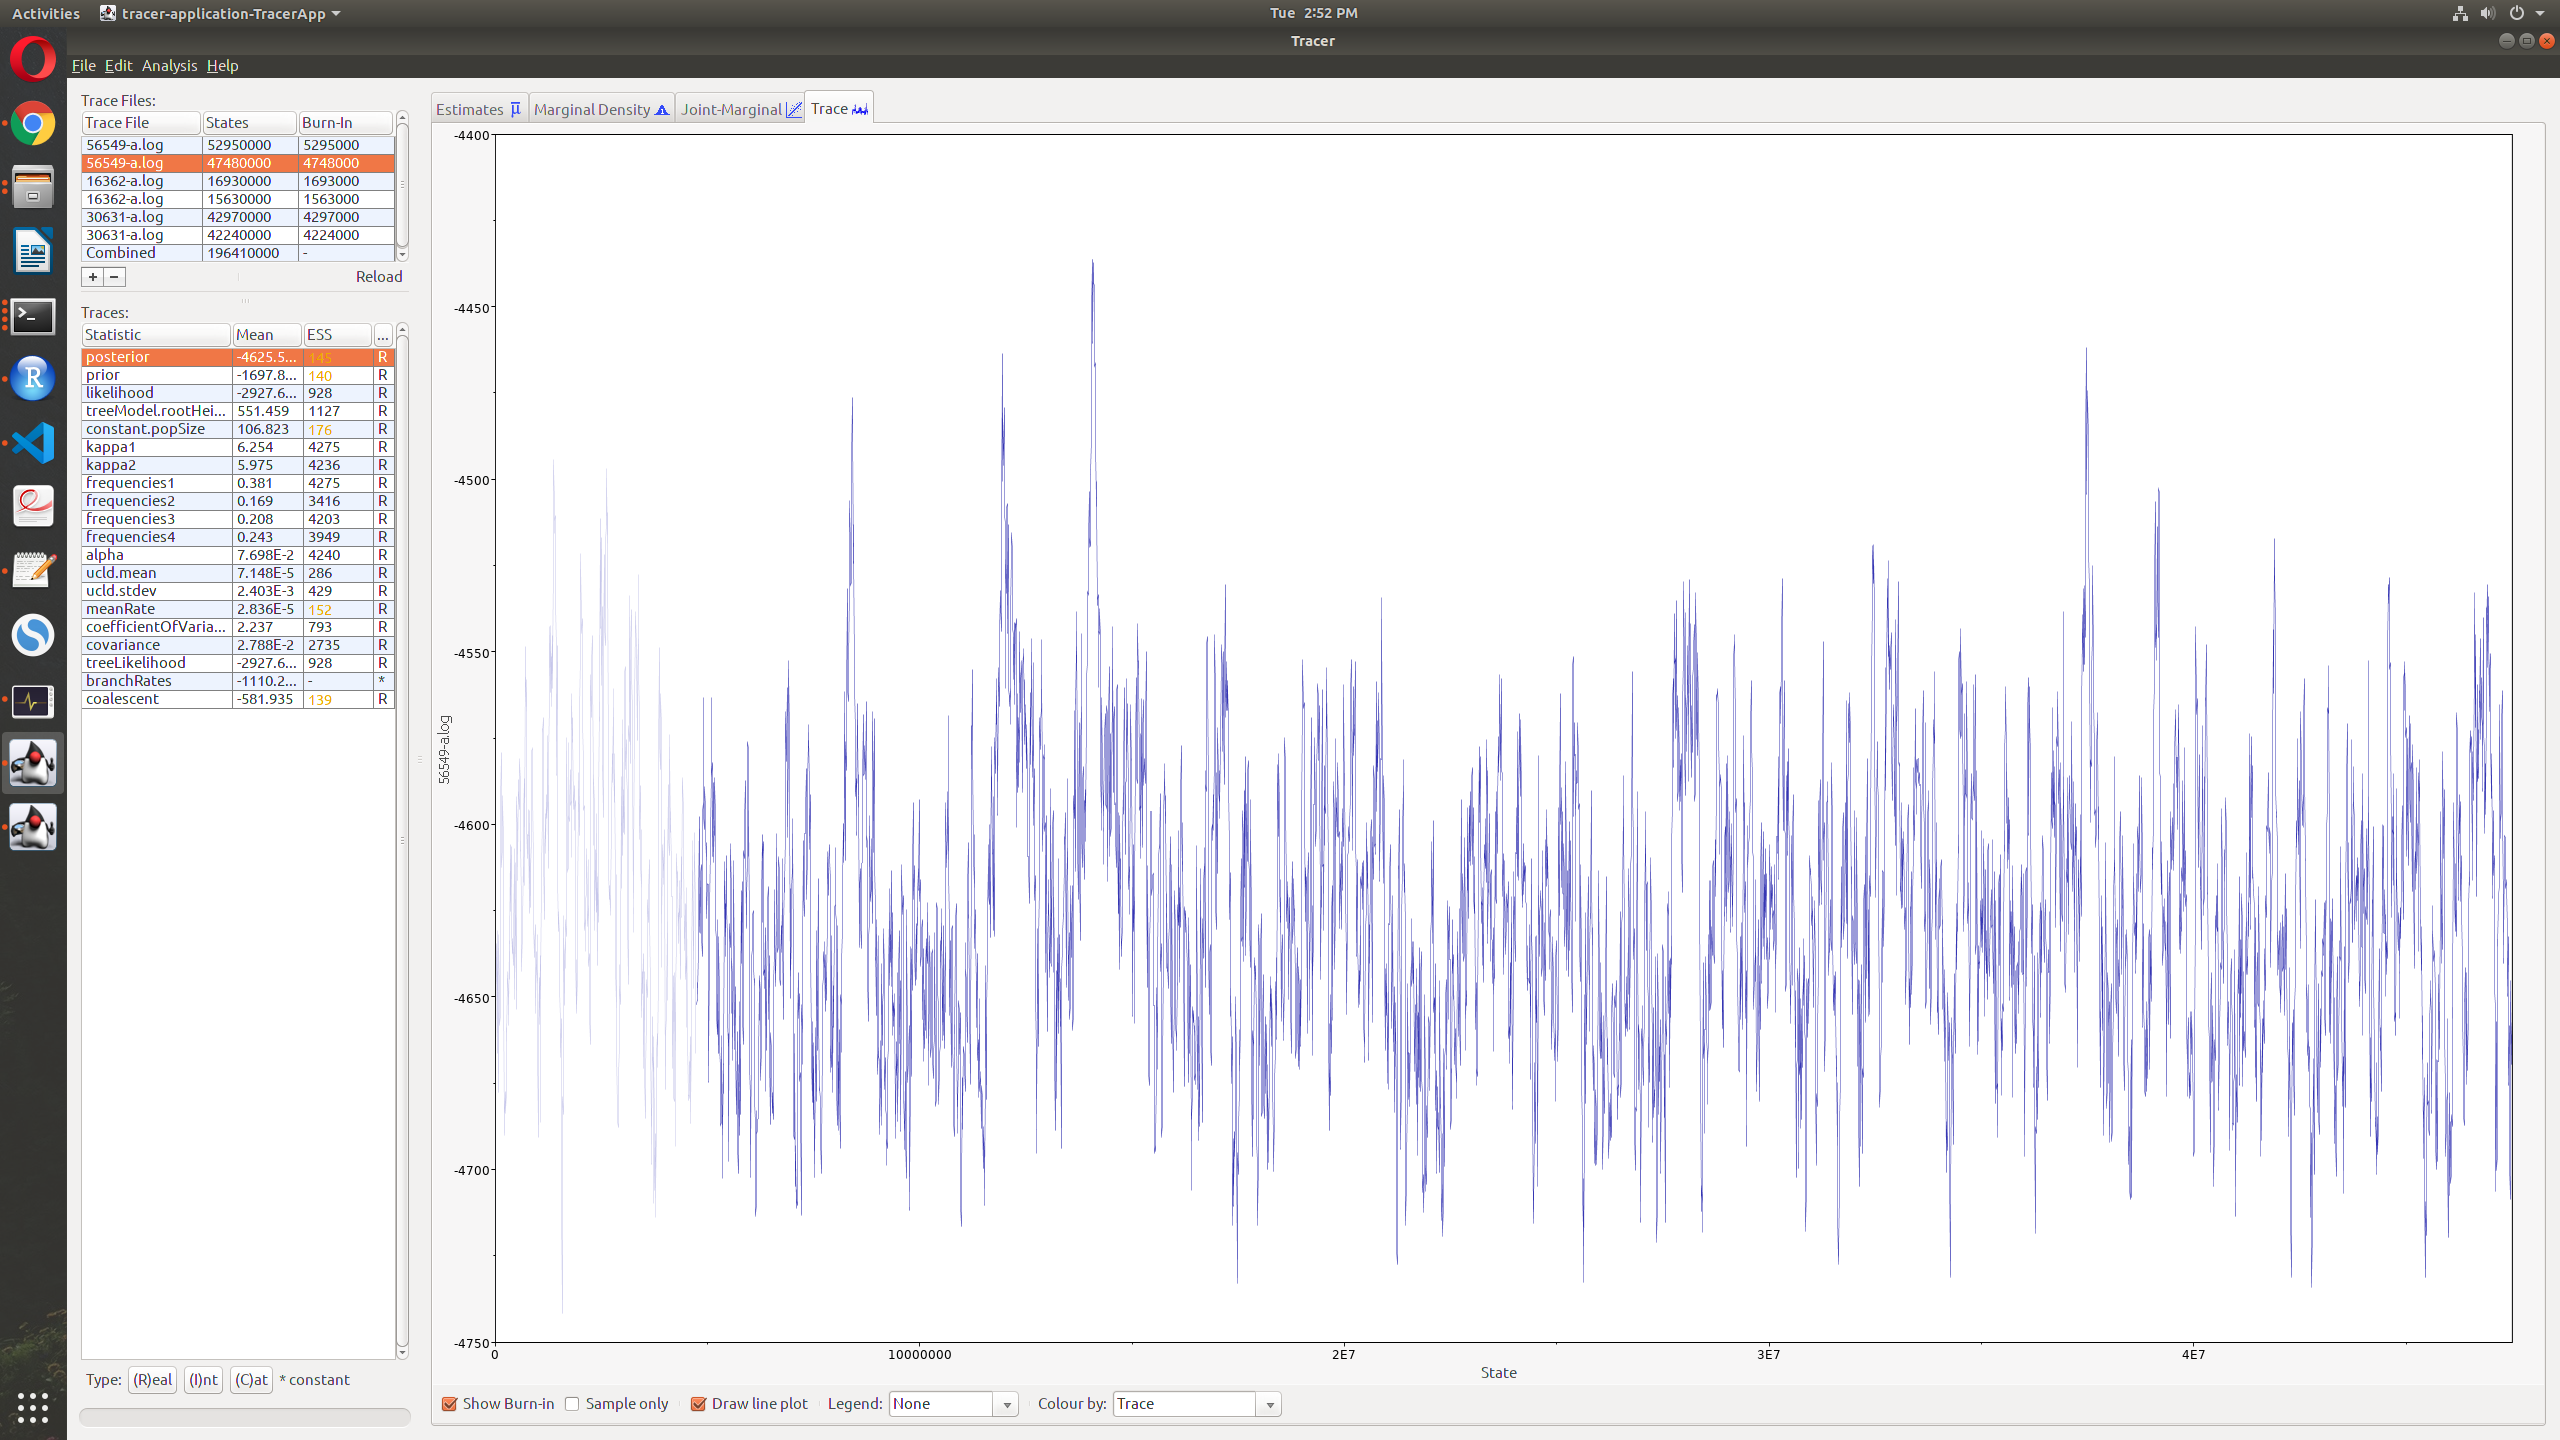 Activities tracer-application-TracerApp Tue 2:52 PM
Tracer
File Edit Analysis Help
Trace Files:
Trace File States Burn-In
56549-a.log 52950000 5295000
56549-a.log 47480000 4748000
16362-a.log 16930000 1693000
16362-a.log 15630000 1563000
30631-a.log 42970000 4297000
30631-a.log 42240000 4224000
Combined 196410000 -
+ − Reload
Traces:
Statistic Mean ESS ...
posterior -4625.5... 145 R
prior -1697.8... 140 R
likelihood -2927.6... 928 R
treeModel.rootHei... 551.459 1127 R
constant.popSize 106.823 176 R
kappa1 6.254 4275 R
kappa2 5.975 4236 R
frequencies1 0.381 4275 R
frequencies2 0.169 3416 R
frequencies3 0.208 4203 R
frequencies4 0.243 3949 R
alpha 7.698E-2 4240 R
ucld.mean 7.148E-5 286 R
ucld.stdev 2.403E-3 429 R
meanRate 2.836E-5 152 R
coefficientOfVaria... 2.237 793 R
covariance 2.788E-2 2735 R
treeLikelihood -2927.6... 928 R
branchRates -1110.2... - *
coalescent -581.935 139 R
Type: (R)eal (I)nt (C)at * constant
Estimates μ Marginal Density Joint-Marginal Trace
-4400
-4450
-4500
-4550
-4600
-4650
-4700
-4750
56549-a.log
0 10000000 2E7 3E7 4E7
State
Show Burn-in Sample only Draw line plot Legend: None Colour by: Trace